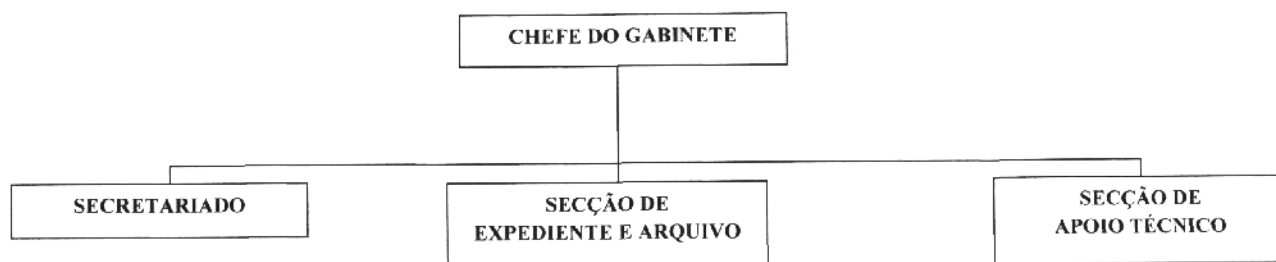 CHEFE DO GABINETE
SECRETARIADO
SECÇÃO DE
EXPEDIENTE E ARQUIVO
SECÇÃO DE
APOIO TÉCNICO